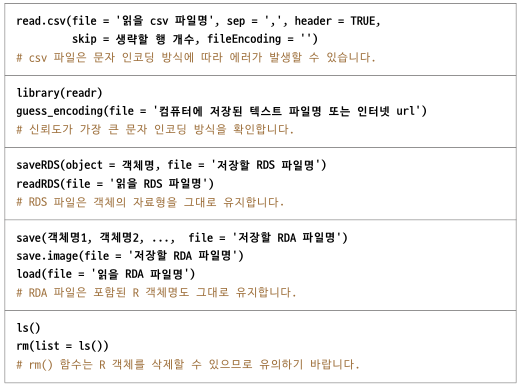 read.csv(file = '읽을 csv 파일명', sep = ',', header = TRUE,
skip = 생략할 행 개수, fileEncoding = '')
# csv 파일은 문자 인코딩 방식에 따라 에러가 발생할 수 있습니다.
library(readr)
guess_encoding(file = '컴퓨터에 저장된 텍스트 파일명 또는 인터넷 url')
# 신뢰도가 가장 큰 문자 인코딩 방식을 확인합니다.
saveRDS(object = 객체명, file = '저장할 RDS 파일명')
readRDS(file = '읽을 RDS 파일명')
# RDS 파일은 객체의 자료형을 그대로 유지합니다.
save(객체명1, 객체명2, ..., file = '저장할 RDA 파일명')
save.image(file = '저장할 RDA 파일명')
load(file = '읽을 RDA 파일명')
# RDA 파일은 포함된 R 객체명도 그대로 유지합니다.
ls()
rm(list = ls())
# rm() 함수는 R 객체를 삭제할 수 있으므로 유의하기 바랍니다.